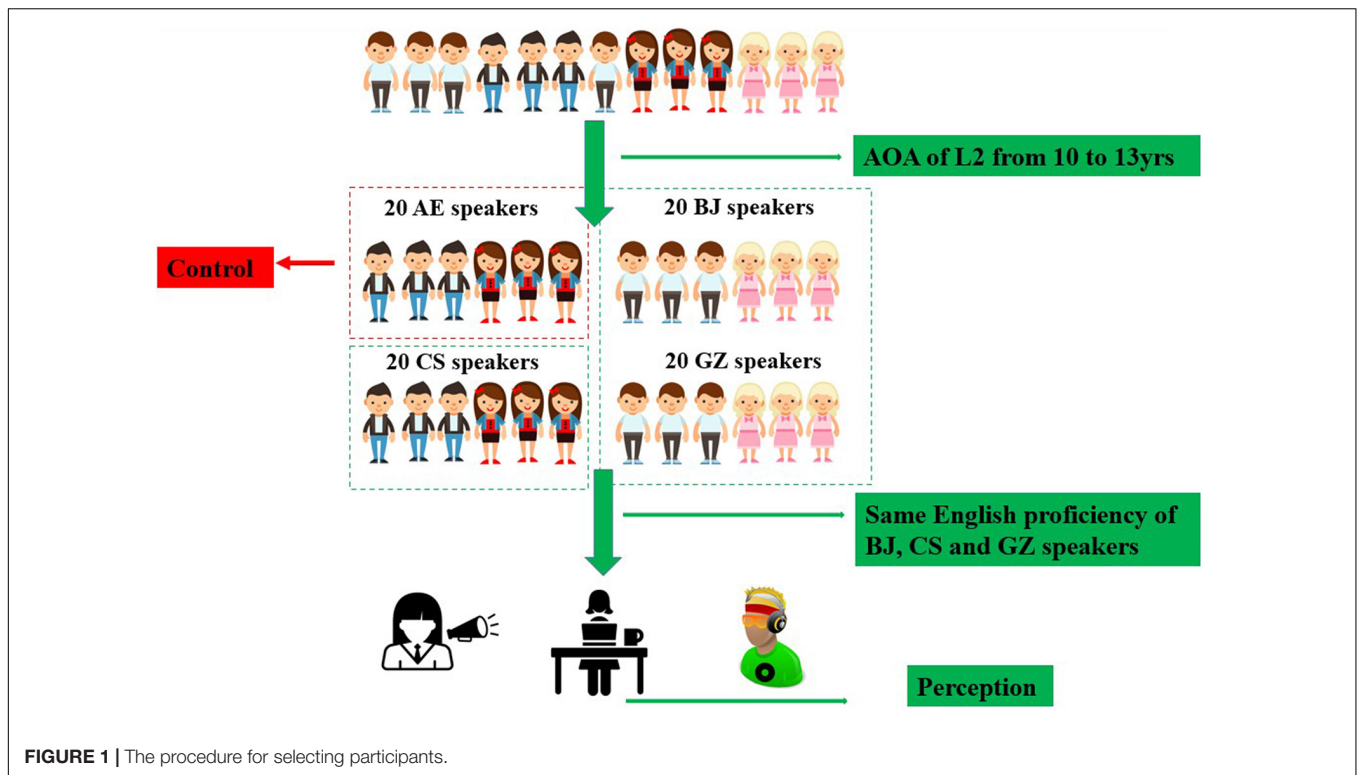 AOA of L2 from 10 to 13yrs
20 AE speakers
20 BJ speakers
Control
20 CS speakers
20 GZ speakers
Same English proficiency of
BJ, CS and GZ speakers
Perception
FIGURE 1 | The procedure for selecting participants.